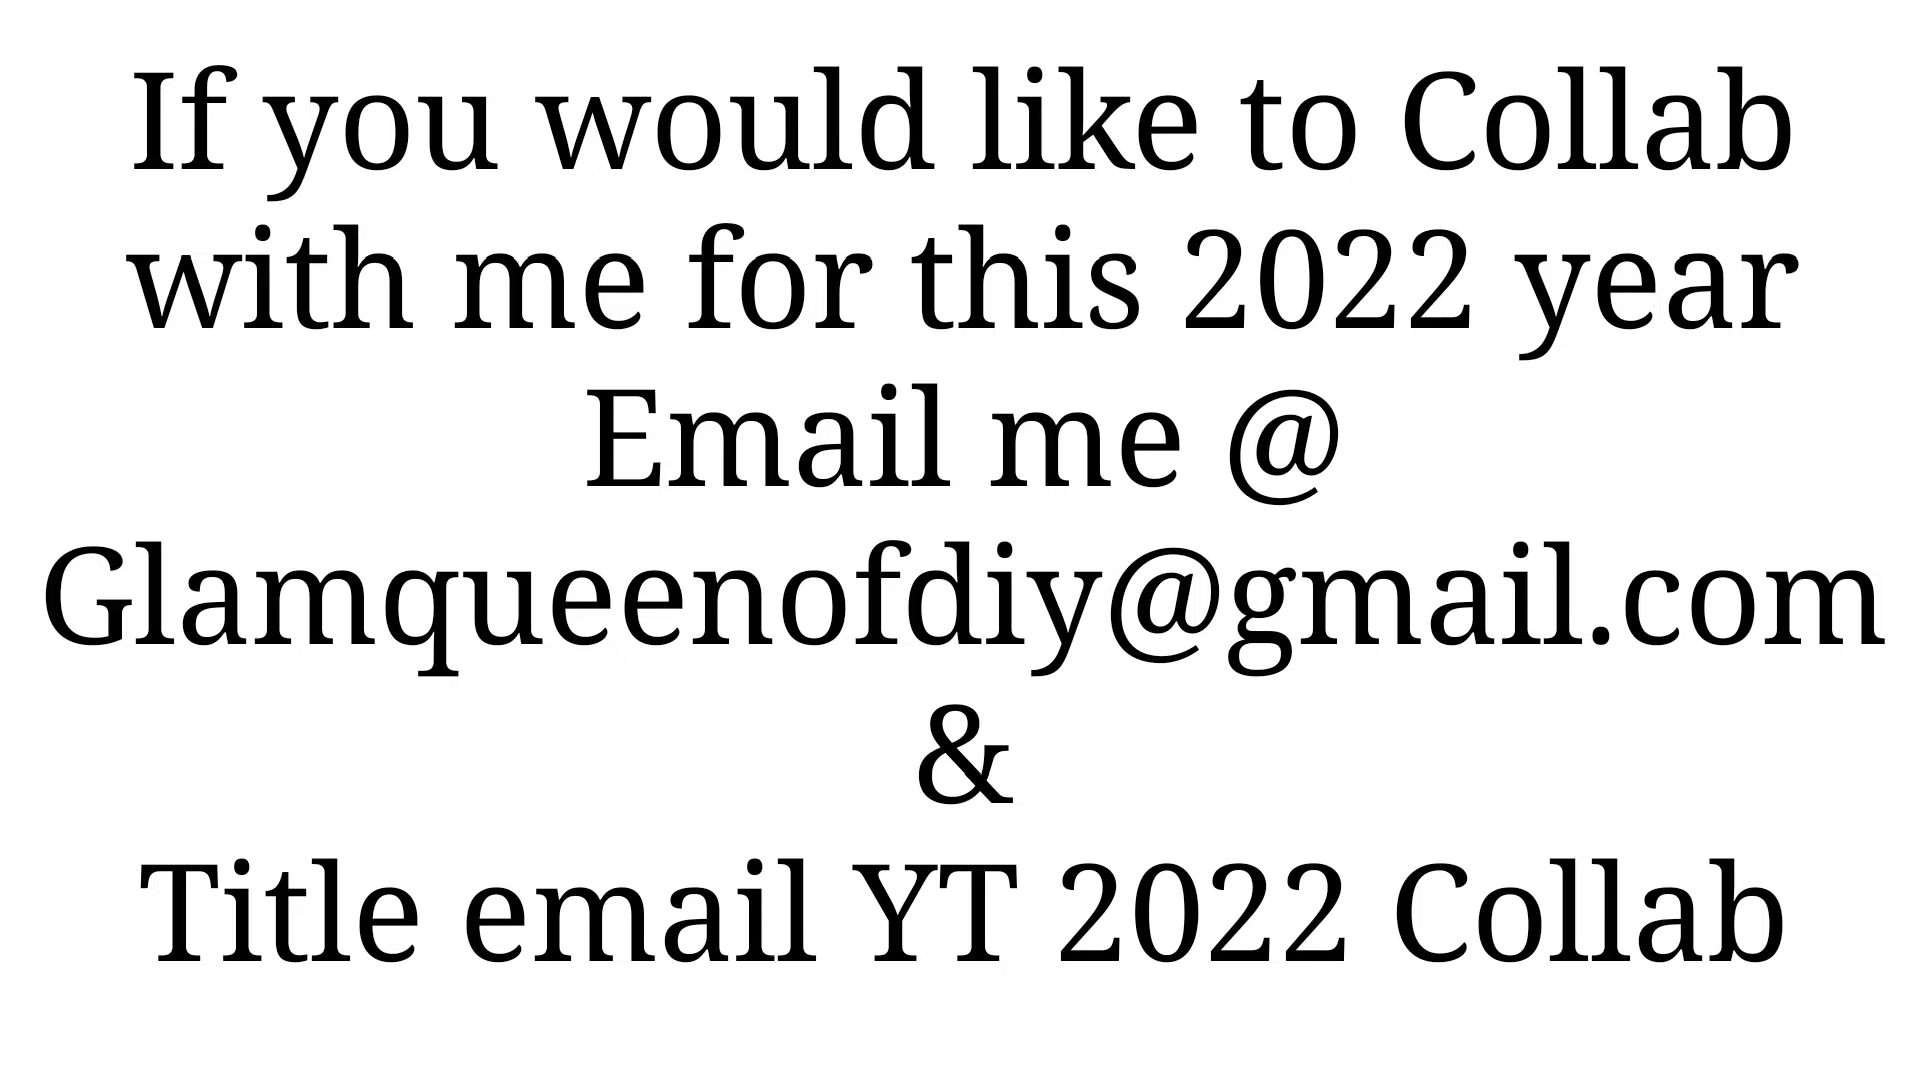 If you would like to Collab
with me for this 2022 year
Email me @
Glamqueenofdiy@gmail.com
&
Title email YT 2022 Collab